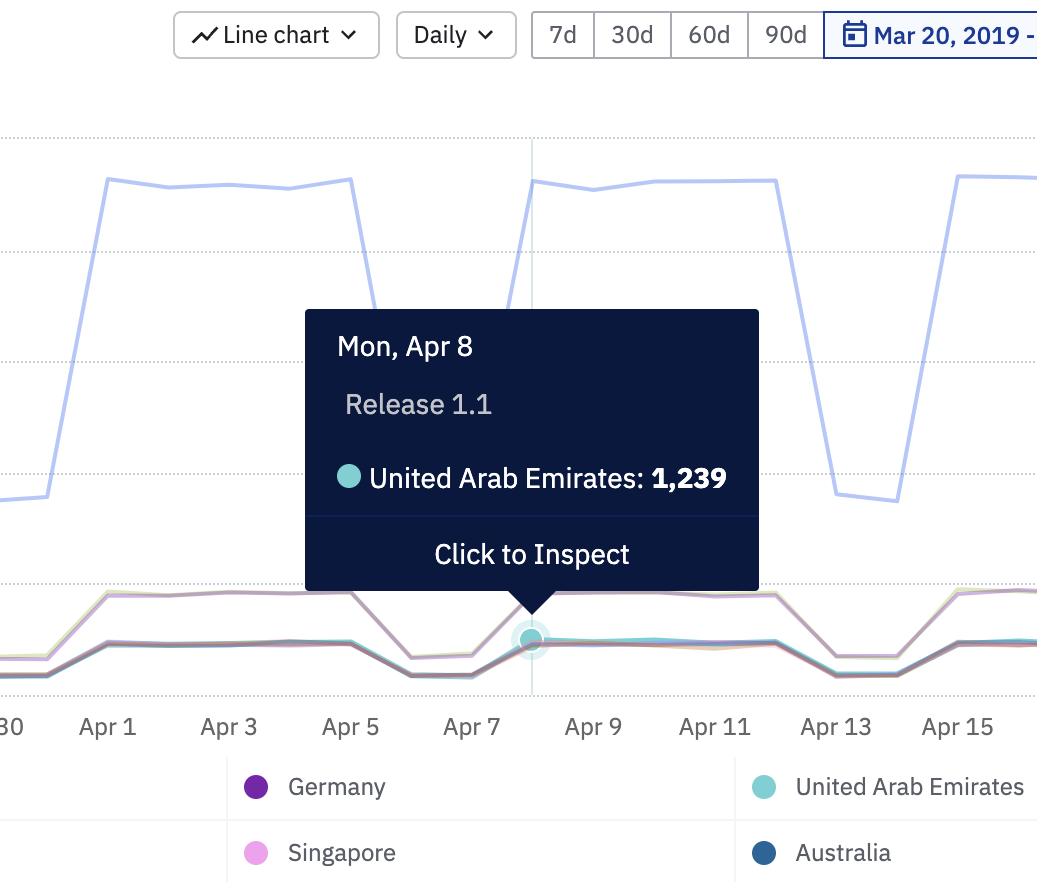 Line chart Daily 7d 30d 60d 90d Mar 20, 2019 -
Mon, Apr 8
Release 1.1
United Arab Emirates: 1,239
Click to Inspect
30 Apr 1 Apr 3 Apr 5 Apr 7 Apr 9 Apr 11 Apr 13 Apr 15
Germany United Arab Emirates
Singapore Australia